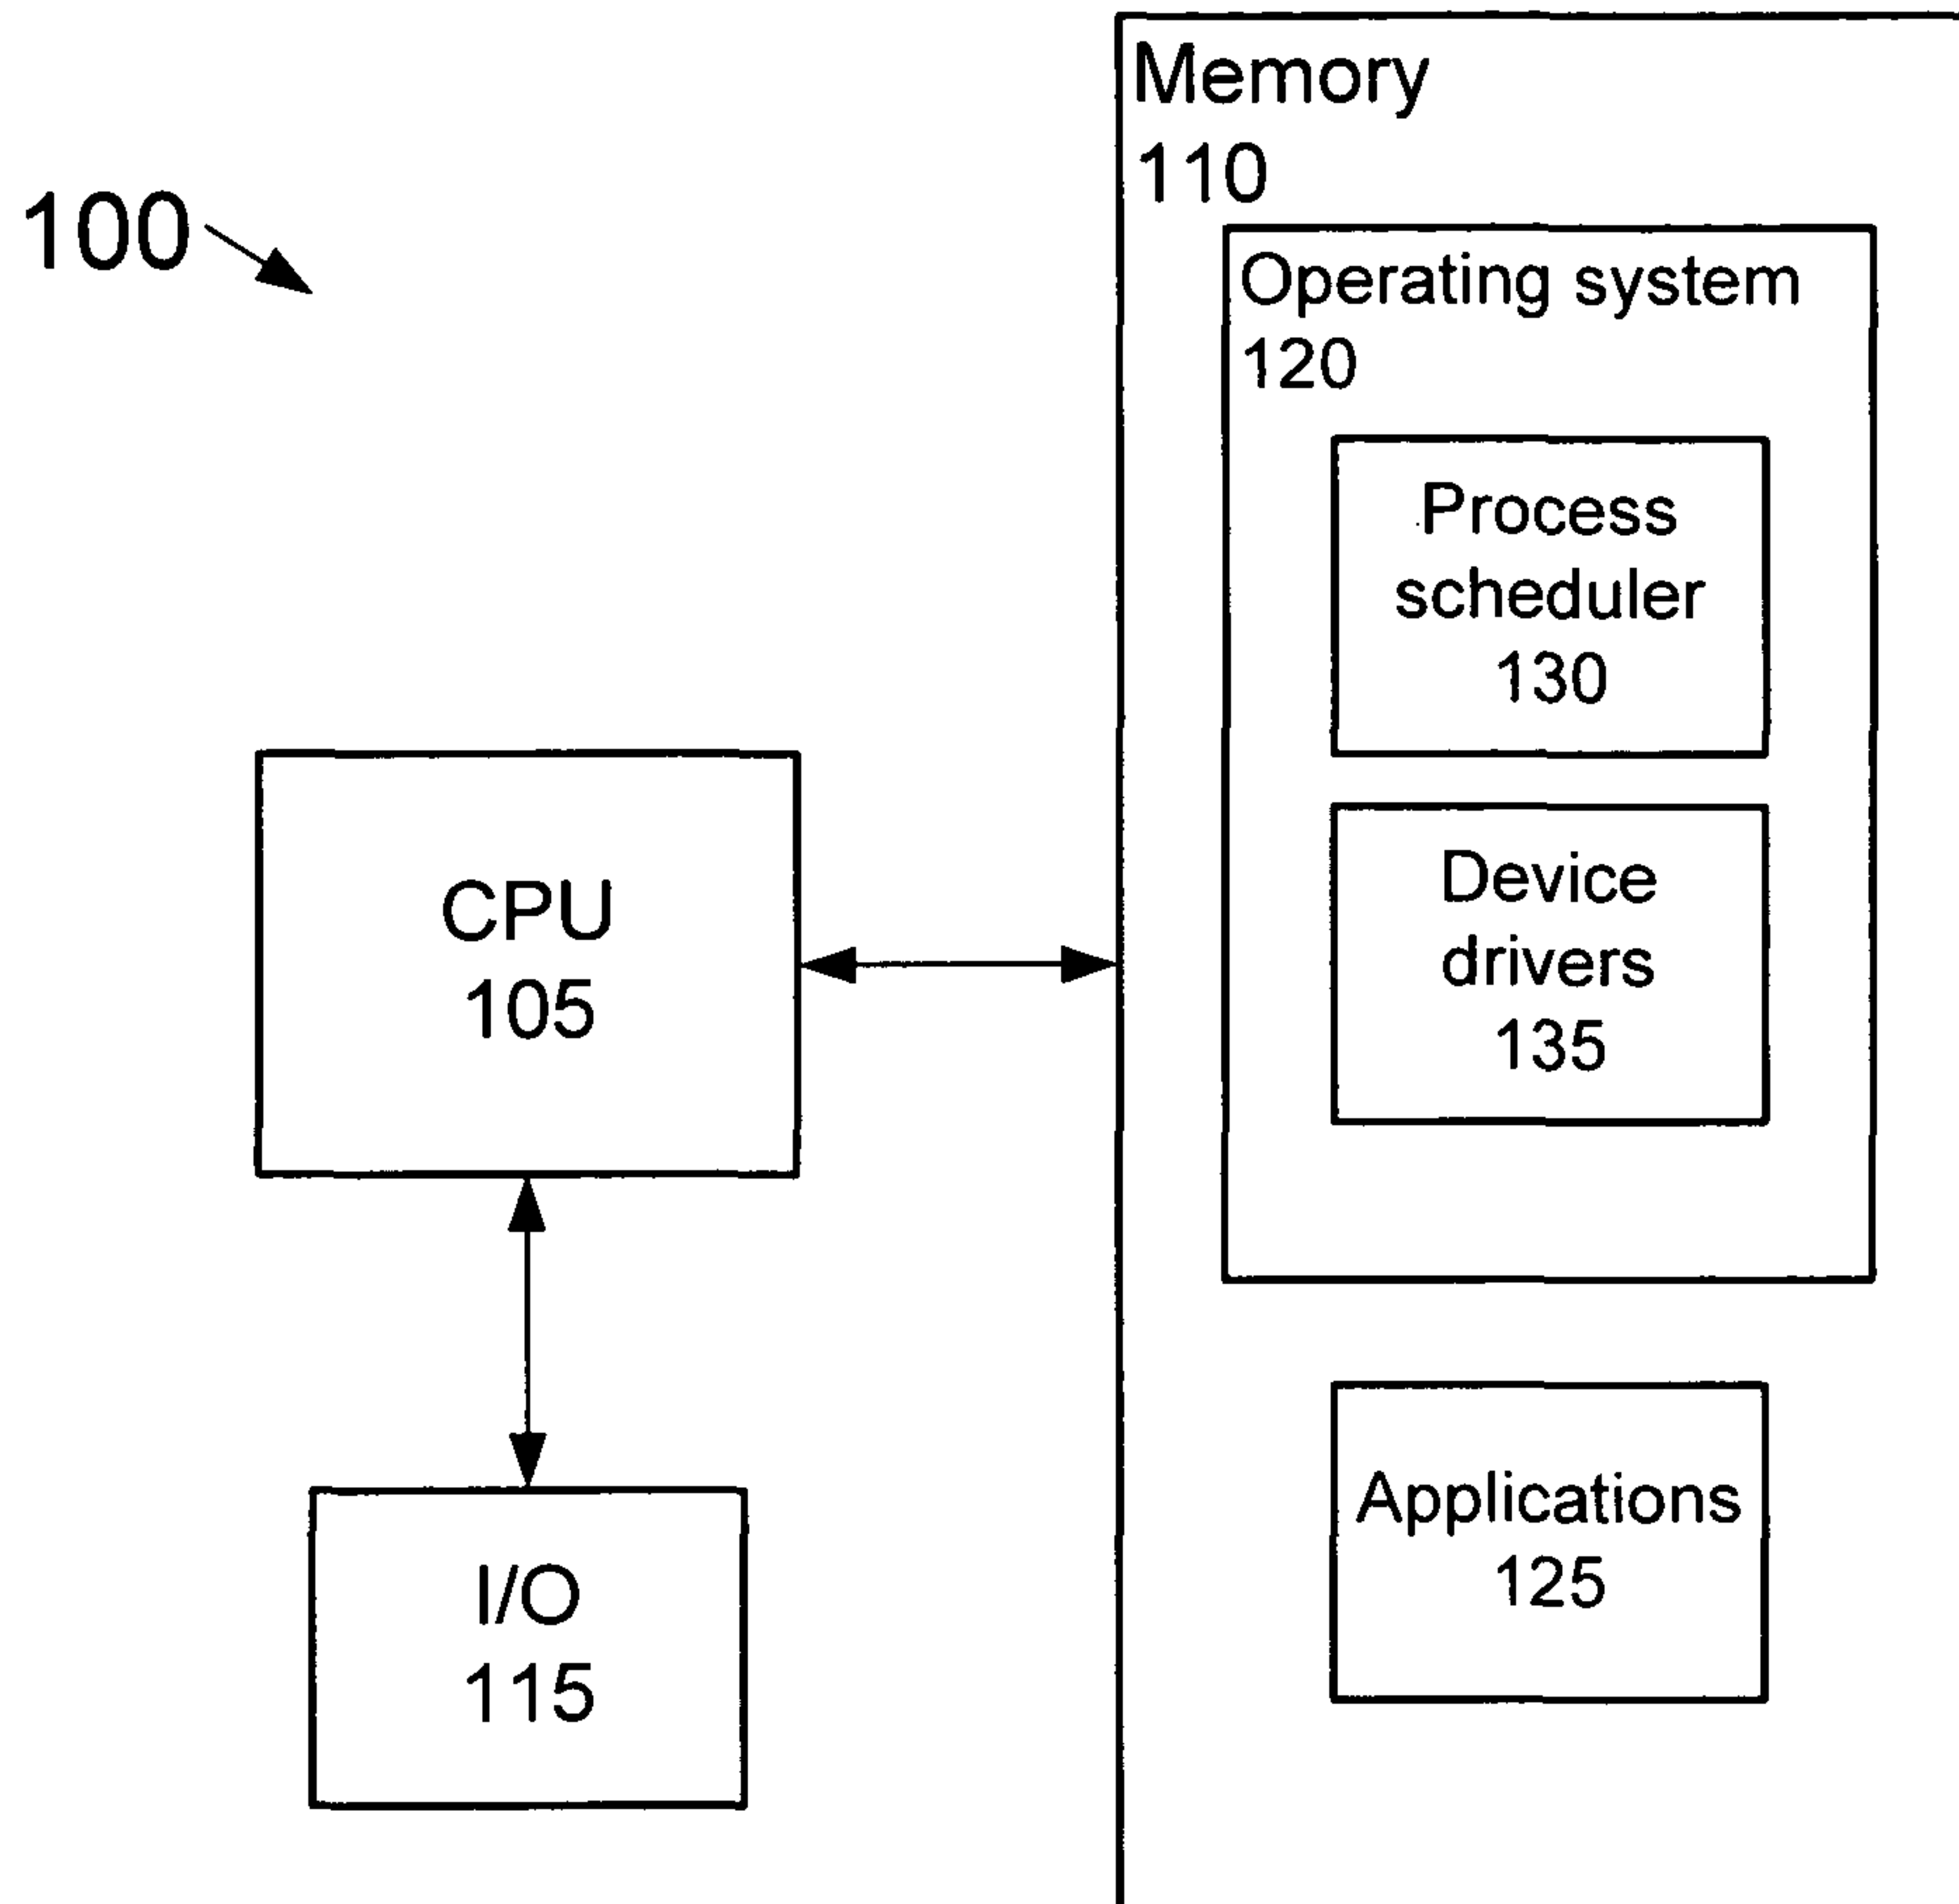 100
Memory
110
Operating system
120
Process
scheduler
130
Device
drivers
135
CPU
105
I/O
115
Applications
125